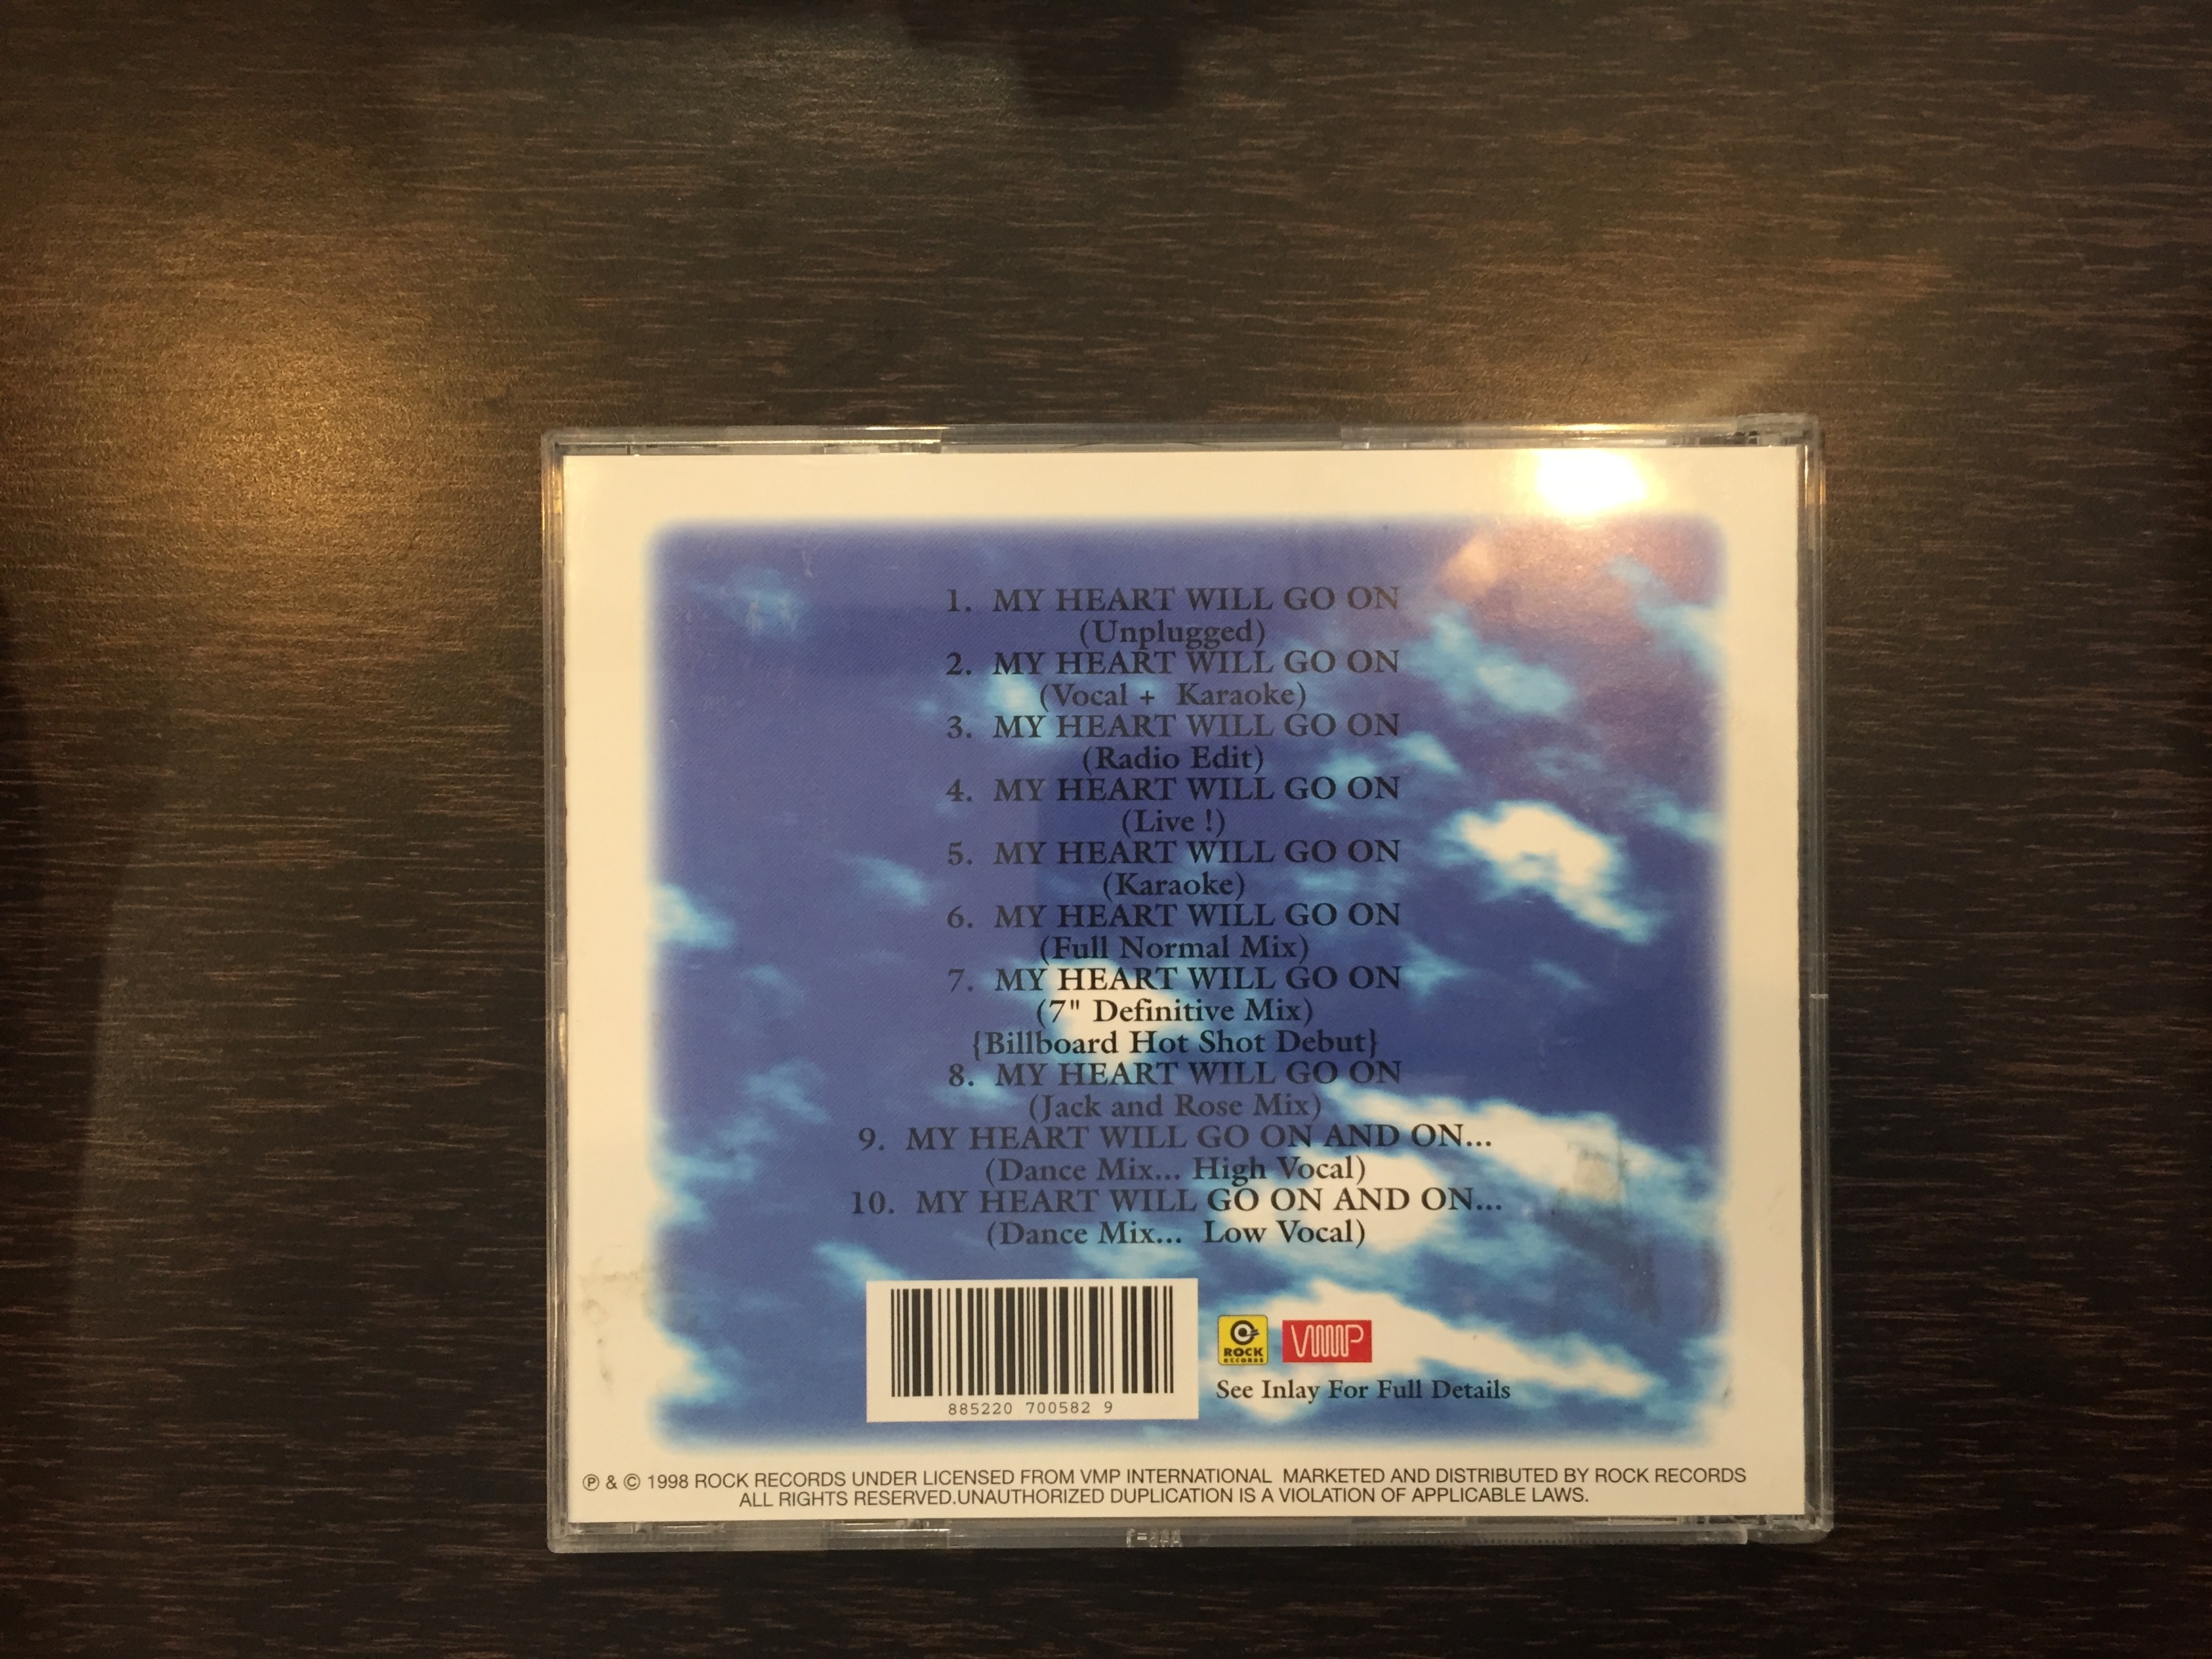 1. MY HEART WILL GO ON
(Unplugged)
2. MY HEART WILL GO ON
(Vocal + Karaoke)
3. MY HEART WILL GO ON
(Radio Edit)
4. MY HEART WILL GO ON
(Live !)
5. MY HEART WILL GO ON
(Karaoke)
6. MY HEART WILL GO ON
(Full Normal Mix)
7. MY HEART WILL GO ON
(7" Definitive Mix)
{Billboard Hot Shot Debut}
8. MY HEART WILL GO ON
(Jack and Rose Mix)
9. MY HEART WILL GO ON AND ON...
(Dance Mix... High Vocal)
10. MY HEART WILL GO ON AND ON...
(Dance Mix... Low Vocal)
885220 700582 9
ROCK
RECORDS
VMP
See Inlay For Full Details
℗ & © 1998 ROCK RECORDS UNDER LICENSED FROM VMP INTERNATIONAL MARKETED AND DISTRIBUTED BY ROCK RECORDS
ALL RIGHTS RESERVED.UNAUTHORIZED DUPLICATION IS A VIOLATION OF APPLICABLE LAWS.